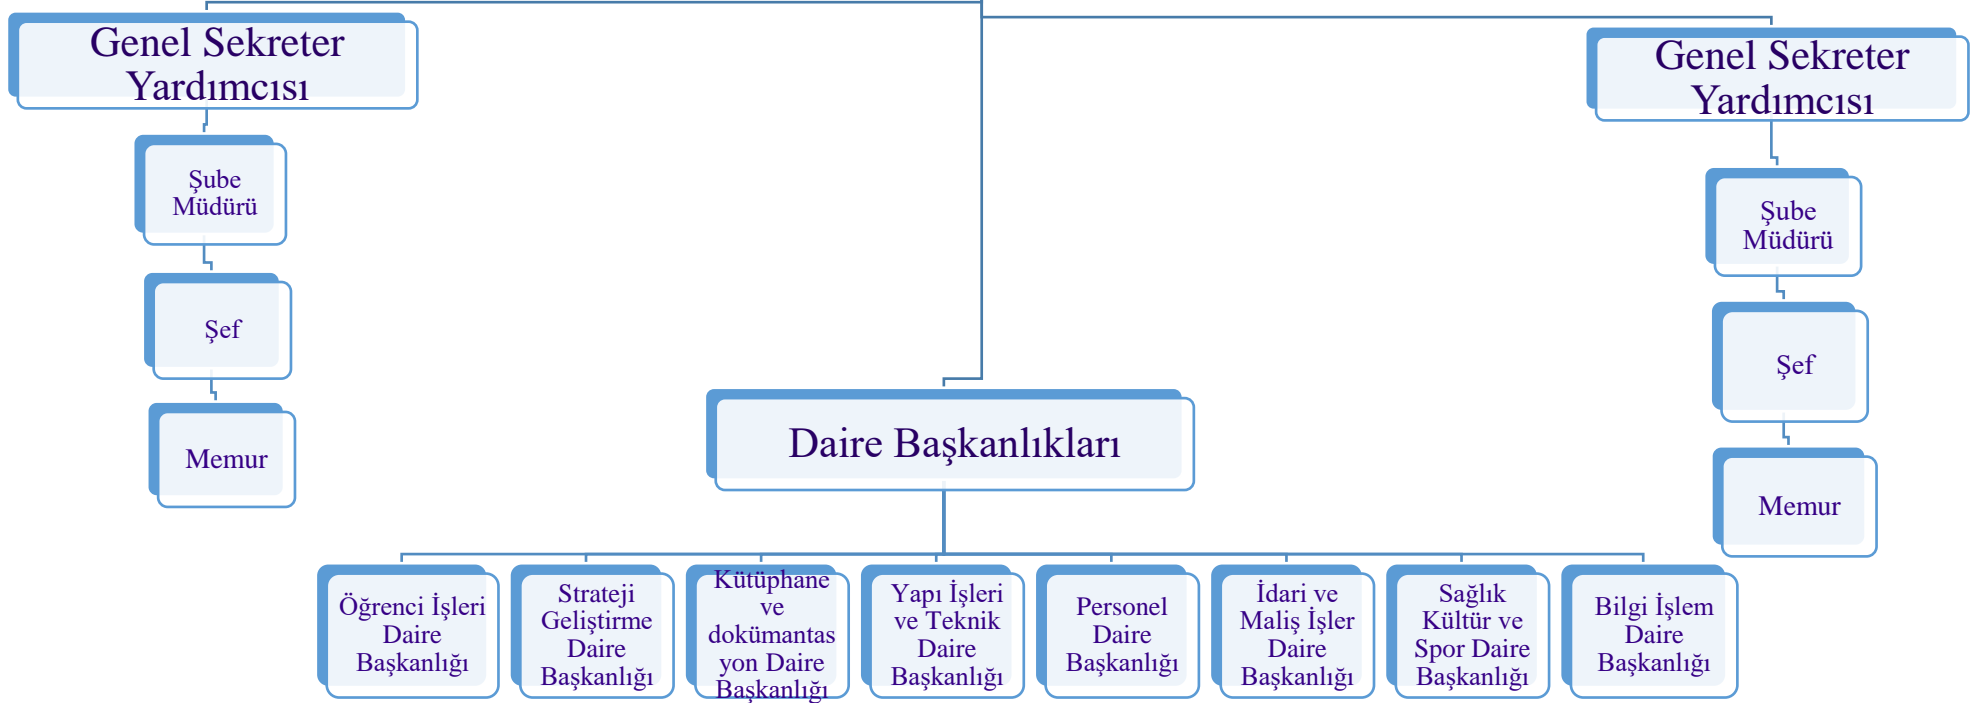 Genel Sekreter
Yardımcısı
Genel Sekreter
Yardımcısı
Şube
Müdürü
Şef
Memur
Şube
Müdürü
Şef
Memur
Daire Başkanlıkları
Öğrenci İşleri
Daire
Başkanlığı
Strateji
Geliştirme
Daire
Başkanlığı
Kütüphane
ve
dokümantas
yon Daire
Başkanlığı
Yapı İşleri
ve Teknik
Daire
Başkanlığı
Personel
Daire
Başkanlığı
İdari ve
Maliş İşler
Daire
Başkanlığı
Sağlık
Kültür ve
Spor Daire
Başkanlığı
Bilgi İşlem
Daire
Başkanlığı